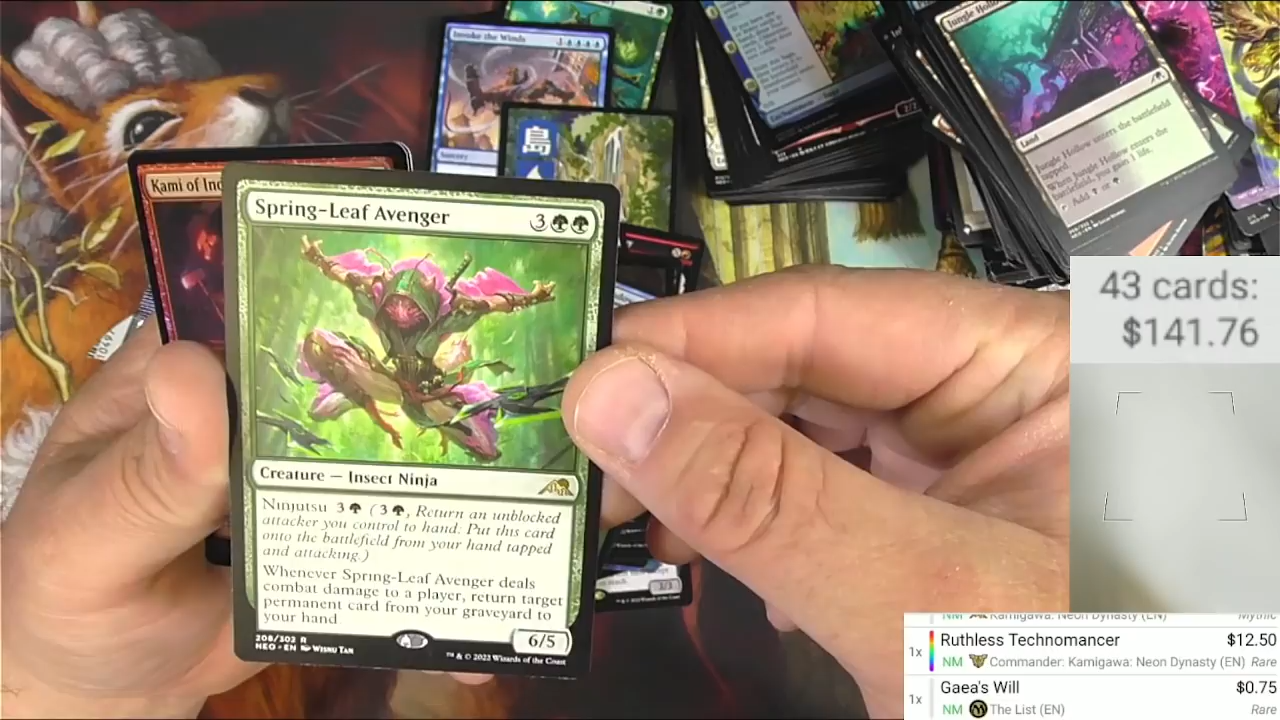 Invoke the Winds
Sorcery
Enchantment
Jungle Hollow
Land
Jungle Hollow enters the battlefield
tapped.
When Jungle Hollow enters the
battlefield, you gain 1 life.
Add or
Kami of
Spring-Leaf Avenger 3
Creature — Insect Ninja
Ninjutsu 3 (3, Return an unblocked
attacker you control to hand: Put this card
onto the battlefield from your hand tapped
and attacking.)
Whenever Spring-Leaf Avenger deals
combat damage to a player, return target
permanent card from your graveyard to
your hand
6/5
208/302 R
NEO • EN Wisnu Tan
™ & © 2022 Wizards of the Coast
43 cards:
$141.76
NM Kamigawa: Neon Dynasty (EN) Mythic
1x Ruthless Technomancer $12.50
NM Commander: Kamigawa: Neon Dynasty (EN) Rare
1x Gaea's Will $0.75
NM The List (EN) Rare